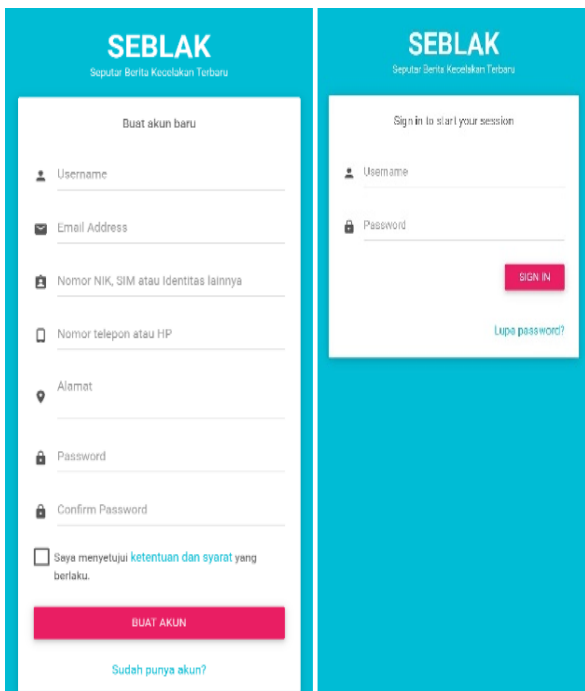 SEBLAK
Seputar Berita Kecelakan Terbaru
Buat akun baru
Username
Email Address
Nomor NIK, SIM atau Identitas lainnya
Nomor telepon atau HP
Alamat
Password
Confirm Password
Saya menyetujui ketentuan dan syarat yang
berlaku.
BUAT AKUN
Sudah punya akun?
SEBLAK
Seputar Berita Kecelakan Terbaru
Sign in to start your session
Username
Password
SIGN IN
Lupa password?